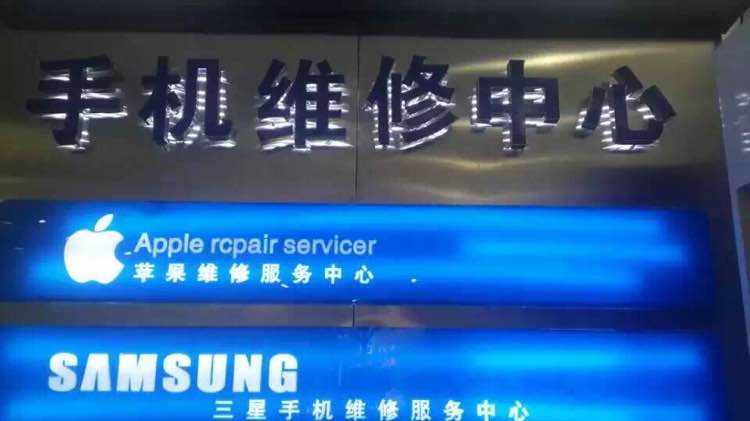 手机维修中心
Apple rcpair servicer
苹果维修服务中心
SAMSUNG
三星手机维修服务中心